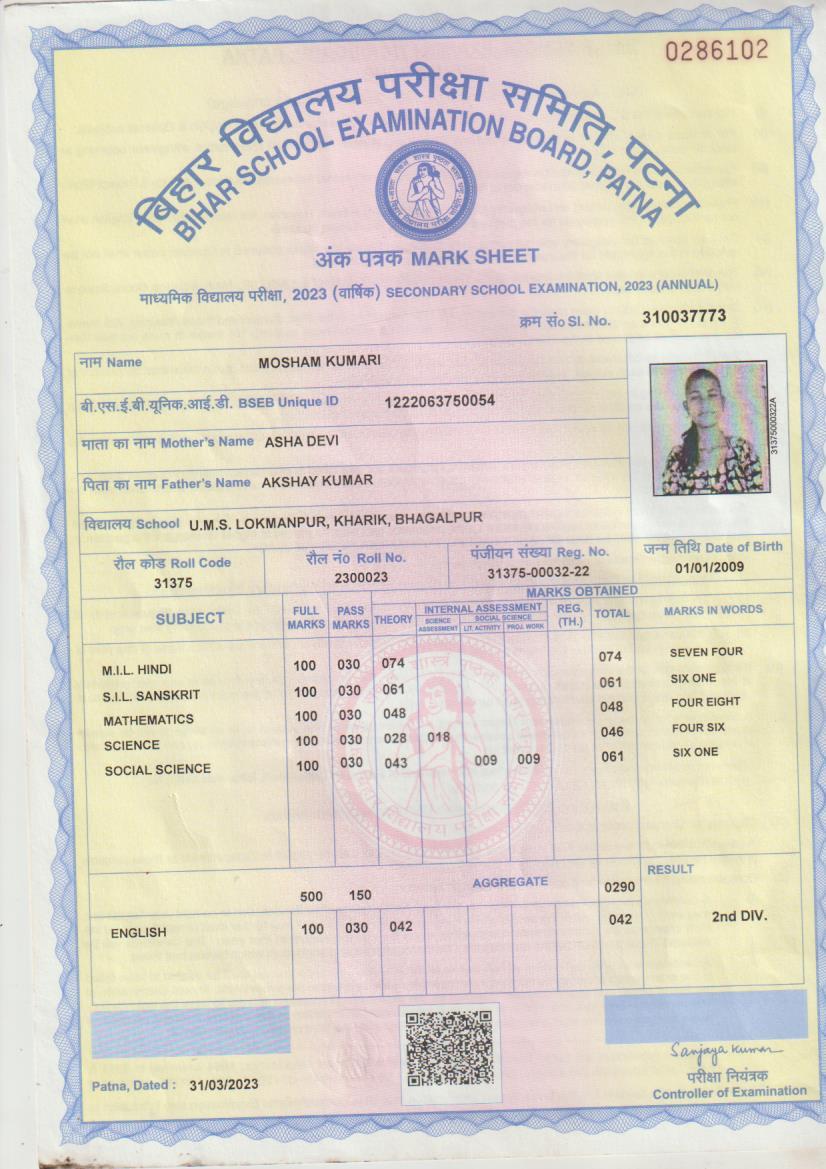 0286102
बिहार विद्यालय परीक्षा समिति, पटना
BIHAR SCHOOL EXAMINATION BOARD, PATNA
अंक पत्रक MARK SHEET
माध्यमिक विद्यालय परीक्षा, 2023 (वार्षिक) SECONDARY SCHOOL EXAMINATION, 2023 (ANNUAL)
क्रम सं० Sl. No. 310037773
नाम Name MOSHAM KUMARI
बी.एस.ई.बी.यूनिक.आई.डी. BSEB Unique ID 1222063750054
माता का नाम Mother's Name ASHA DEVI
पिता का नाम Father's Name AKSHAY KUMAR
विद्यालय School U.M.S. LOKMANPUR, KHARIK, BHAGALPUR
31375000322A
रौल कोड Roll Code रौल नं० Roll No. पंजीयन संख्या Reg. No. जन्म तिथि Date of Birth
31375 2300023 31375-00032-22 01/01/2009
MARKS OBTAINED
SUBJECT FULL MARKS PASS MARKS THEORY INTERNAL ASSESSMENT REG. (TH.) TOTAL MARKS IN WORDS
SCIENCE ASSESSMENT SOCIAL SCIENCE LIT. ACTIVITY PROJ. WORK
M.I.L. HINDI 100 030 074 074 SEVEN FOUR
S.I.L. SANSKRIT 100 030 061 061 SIX ONE
MATHEMATICS 100 030 048 048 FOUR EIGHT
SCIENCE 100 030 028 018 046 FOUR SIX
SOCIAL SCIENCE 100 030 043 009 009 061 SIX ONE
बिहार विद्यालय परीक्षा समिति
500 150 AGGREGATE 0290 RESULT
ENGLISH 100 030 042 042 2nd DIV.
Sanjaya Kumar
परीक्षा नियंत्रक
Controller of Examination
Patna, Dated : 31/03/2023